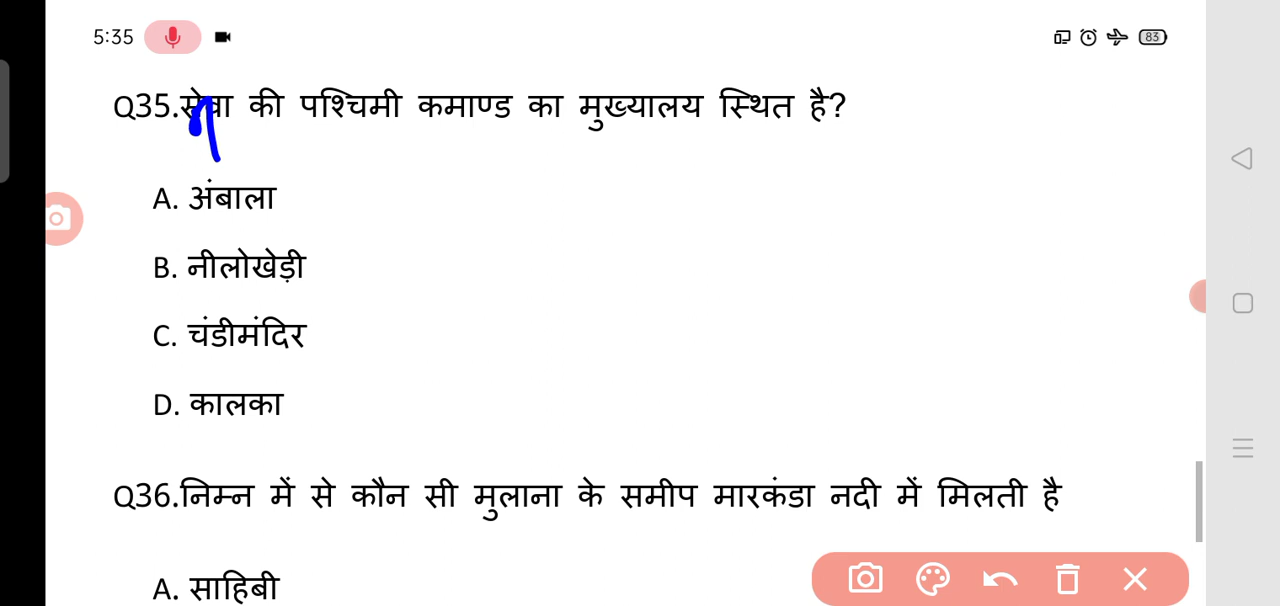 5:35
83
Q35.सेवा की पश्चिमी कमाण्ड का मुख्यालय स्थित है?
A. अंबाला
B. नीलोखेड़ी
C. चंडीमंदिर
D. कालका
Q36.निम्न में से कौन सी मुलाना के समीप मारकंडा नदी में मिलती है
A. साहिबी